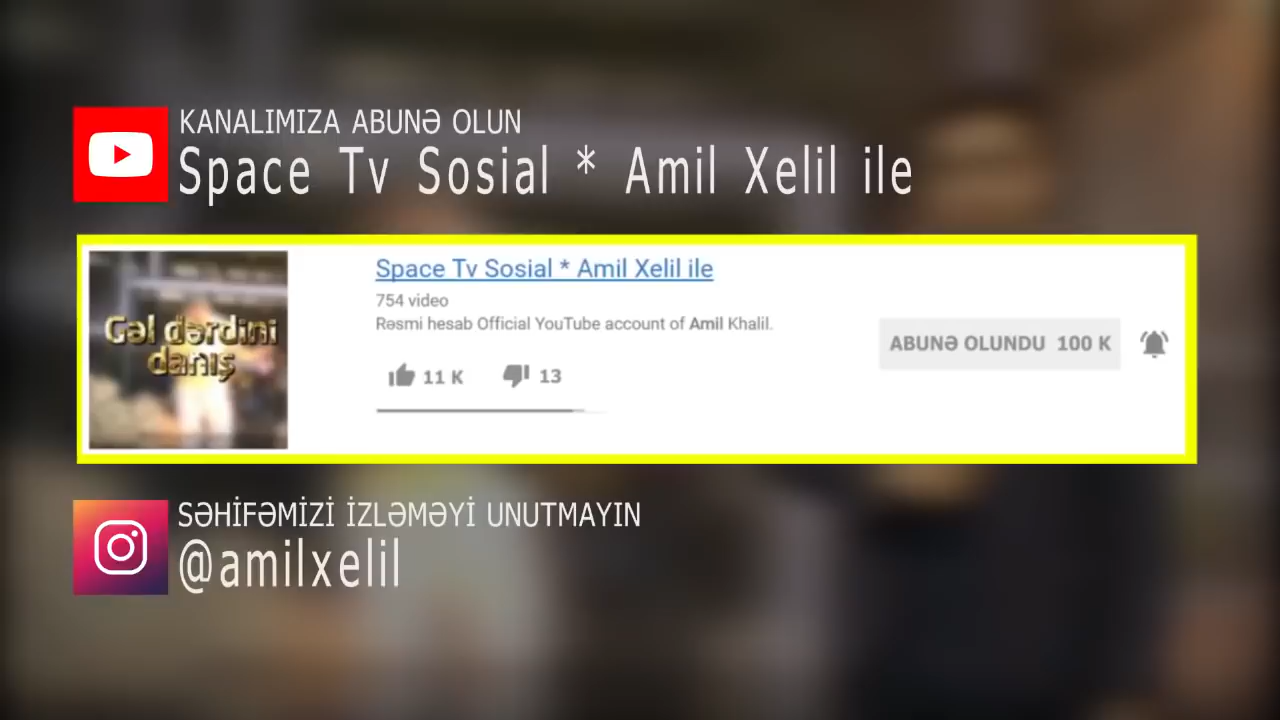 KANALIMIZA ABUNƏ OLUN
Space Tv Sosial * Amil Xelil ile
Gəl dərdini
danış
Space Tv Sosial * Amil Xelil ile
754 video
Rəsmi hesab Official YouTube account of Amil Khalil.
ABUNƏ OLUNDU 100 K
11 K 13
SƏHİFƏMİZİ İZLƏMƏYİ UNUTMAYIN
@amilxelil